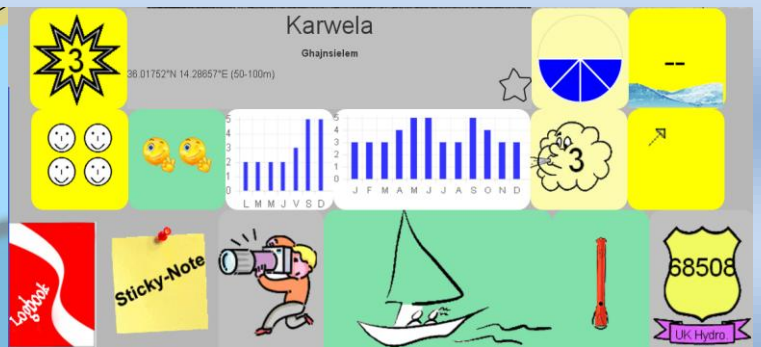 Karwela
Ghajnsielem
36.01752°N 14.28657°E (50-100m)
3
--
5
4
3
2
1
0
L M M J V S D
5
4
3
2
1
0
J F M A M J J A S O N D
3
Logbook
Sticky-Note
68508
UK Hydro.